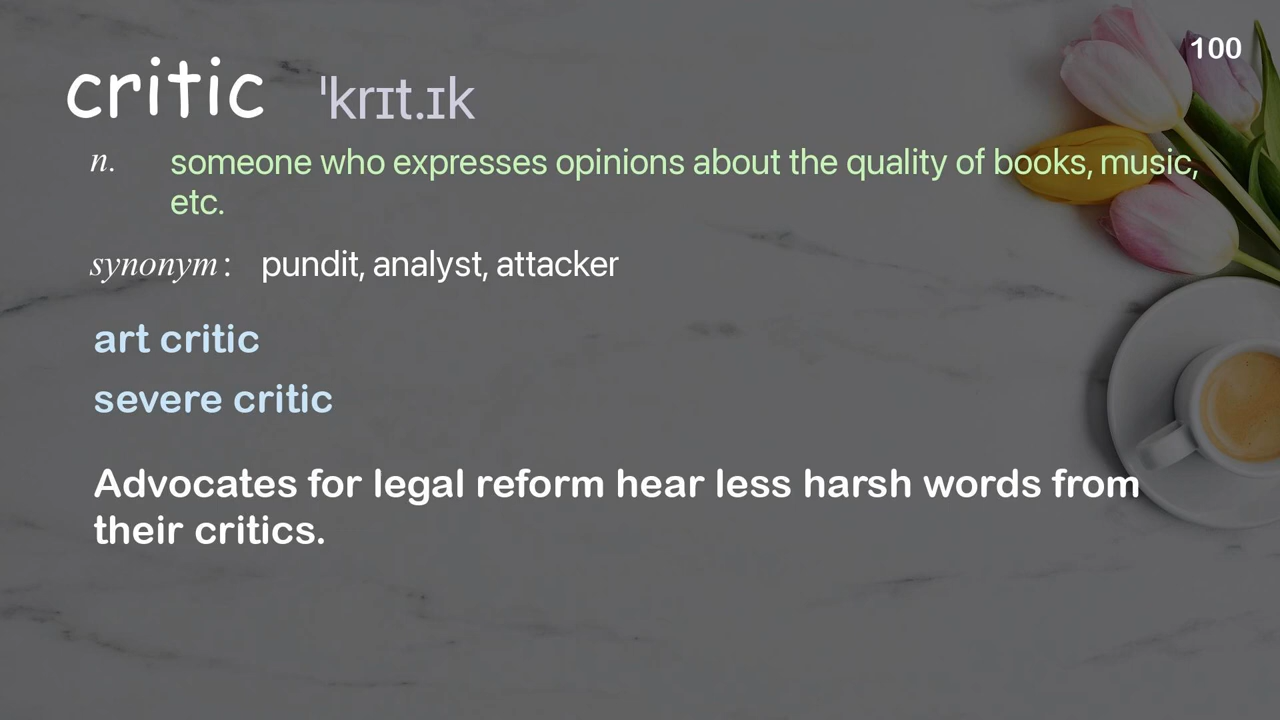 100
critic ˈkrɪt.ɪk
n. someone who expresses opinions about the quality of books, music,
etc.
synonym : pundit, analyst, attacker
art critic
severe critic
Advocates for legal reform hear less harsh words from
their critics.